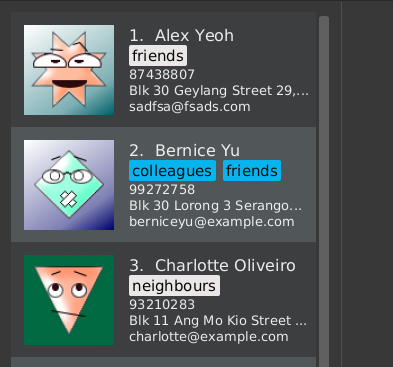 1. Alex Yeoh
friends
87438807
Blk 30 Geylang Street 29,...
sadfsa@fsads.com
2. Bernice Yu
colleagues friends
99272758
Blk 30 Lorong 3 Serango...
berniceyu@example.com
3. Charlotte Oliveiro
neighbours
93210283
Blk 11 Ang Mo Kio Street ...
charlotte@example.com